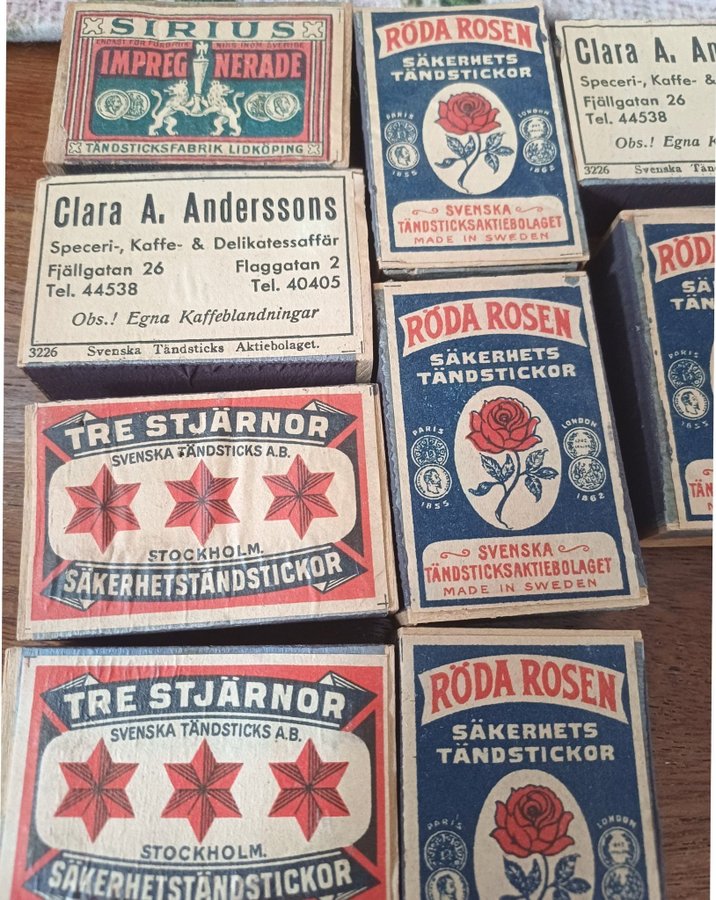 SIRIUS
IMPREGNERADE
TÄNDSTICKSFABRIK LIDKÖPING
Clara A. Anderssons
Speceri-, Kaffe- & Delikatessaffär
Fjällgatan 26 Flaggatan 2
Tel. 44538 Tel. 40405
Obs.! Egna Kaffeblandningar
3226 Svenska Tändsticks Aktiebolaget.
TRE STJÄRNOR
SVENSKA TÄNDSTICKS A.B.
STOCKHOLM.
SÄKERHETSTÄNDSTICKOR
TRE STJÄRNOR
SVENSKA TÄNDSTICKS A.B.
STOCKHOLM.
SÄKERHETSTÄNDSTICKOR
RÖDA ROSEN
SÄKERHETS
TÄNDSTICKOR
PARIS LONDON
1855 1862
SVENSKA
TÄNDSTICKSAKTIEBOLAGET
MADE IN SWEDEN
RÖDA ROSEN
SÄKERHETS
TÄNDSTICKOR
PARIS LONDON
1855 1862
SVENSKA
TÄNDSTICKSAKTIEBOLAGET
MADE IN SWEDEN
RÖDA ROSEN
SÄKERHETS
TÄNDSTICKOR
PARIS LONDON
Clara A. An
Speceri-, Kaffe- &
Fjällgatan 26
Tel. 44538
Obs.! Egna K
3226 Svenska Tänd
RÖD
SÄ
TÄN
PARIS
1855
TÄN
M